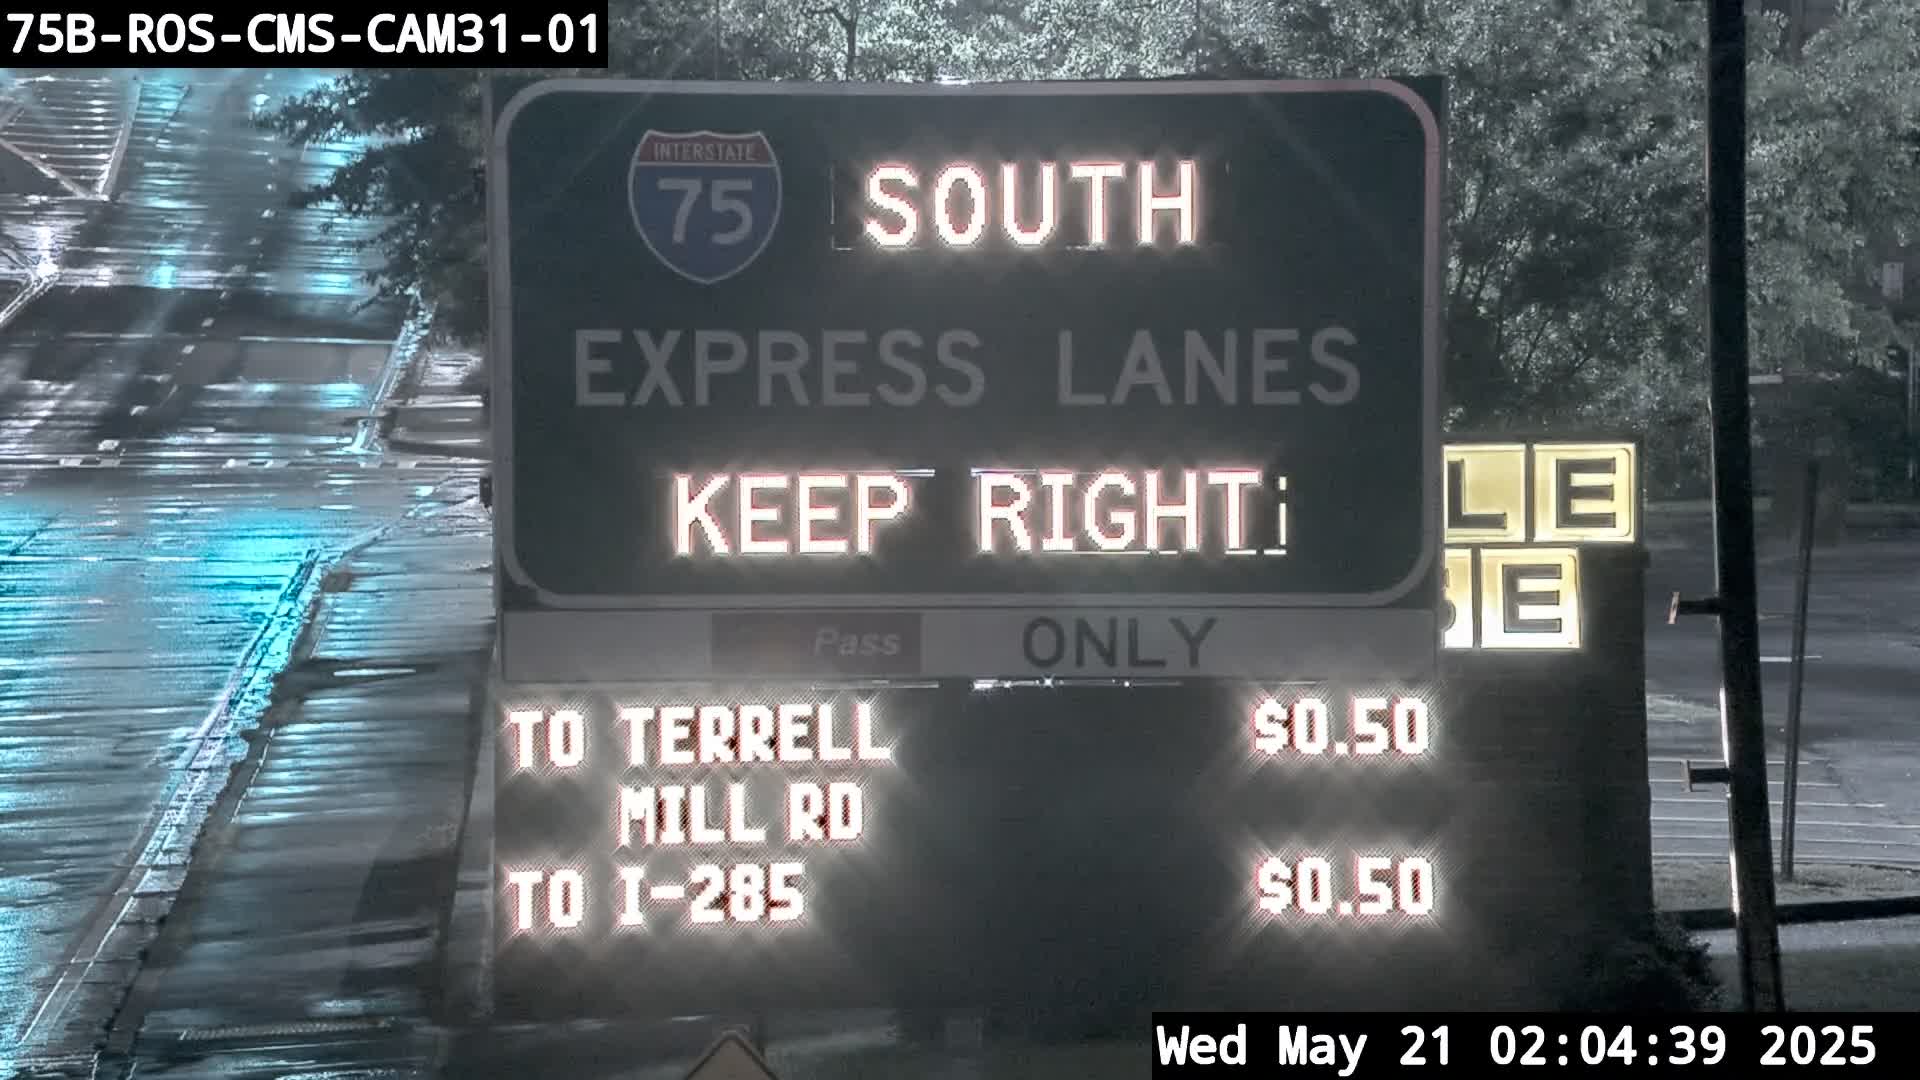 75B-ROS-CMS-CAM31-01
INTERSTATE
75
SOUTH
EXPRESS LANES
KEEP RIGHT
Pass ONLY
LE
E
TO TERRELL $0.50
MILL RD
TO I-285 $0.50
Wed May 21 02:04:39 2025